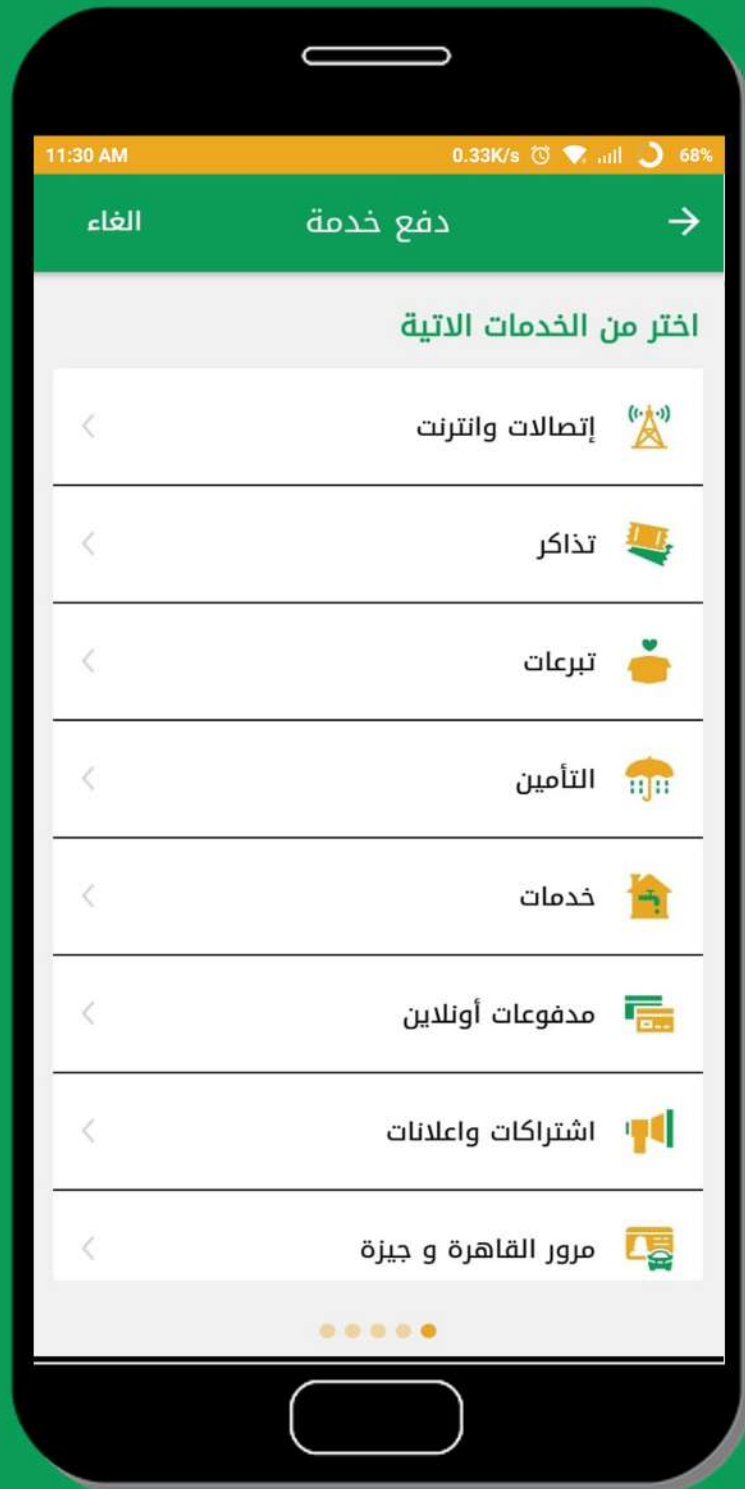 11:30 AM 0.33K/s 68%
دفع خدمة الغاء
اختر من الخدمات الاتية
إتصالات وانترنت
تذاكر
تبرعات
التأمين
خدمات
مدفوعات أونلاين
اشتراكات واعلانات
مرور القاهرة و جيزة